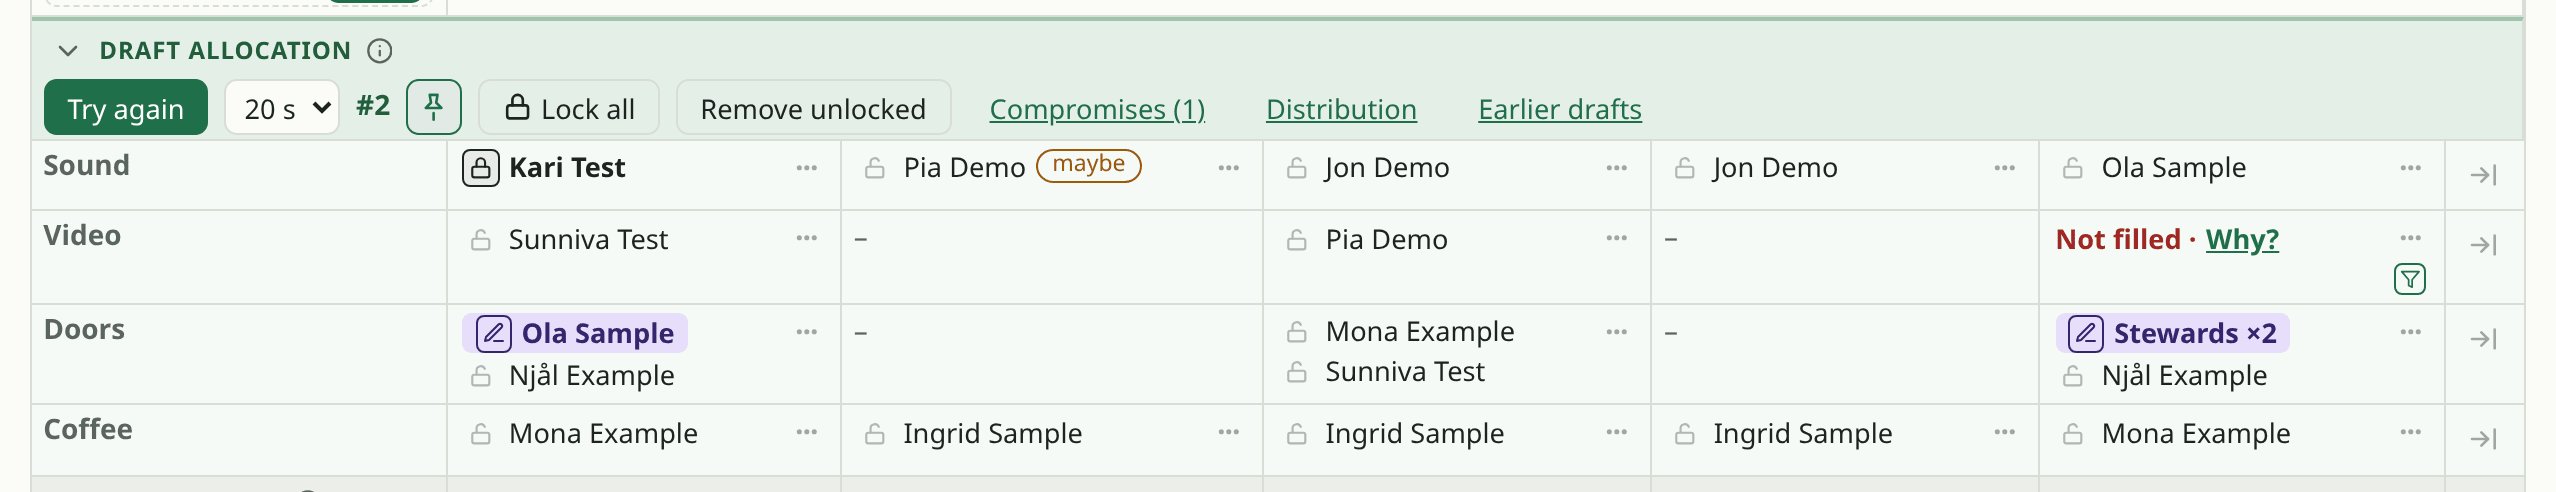 DRAFT ALLOCATION
Try again 20 s #2 Lock all Remove unlocked Compromises (1) Distribution Earlier drafts
Sound Kari Test Pia Demo maybe Jon Demo Jon Demo Ola Sample
Video Sunniva Test – Pia Demo – Not filled · Why?
Doors Ola Sample – Mona Example – Stewards ×2
Njål Example Sunniva Test Njål Example
Coffee Mona Example Ingrid Sample Ingrid Sample Ingrid Sample Mona Example